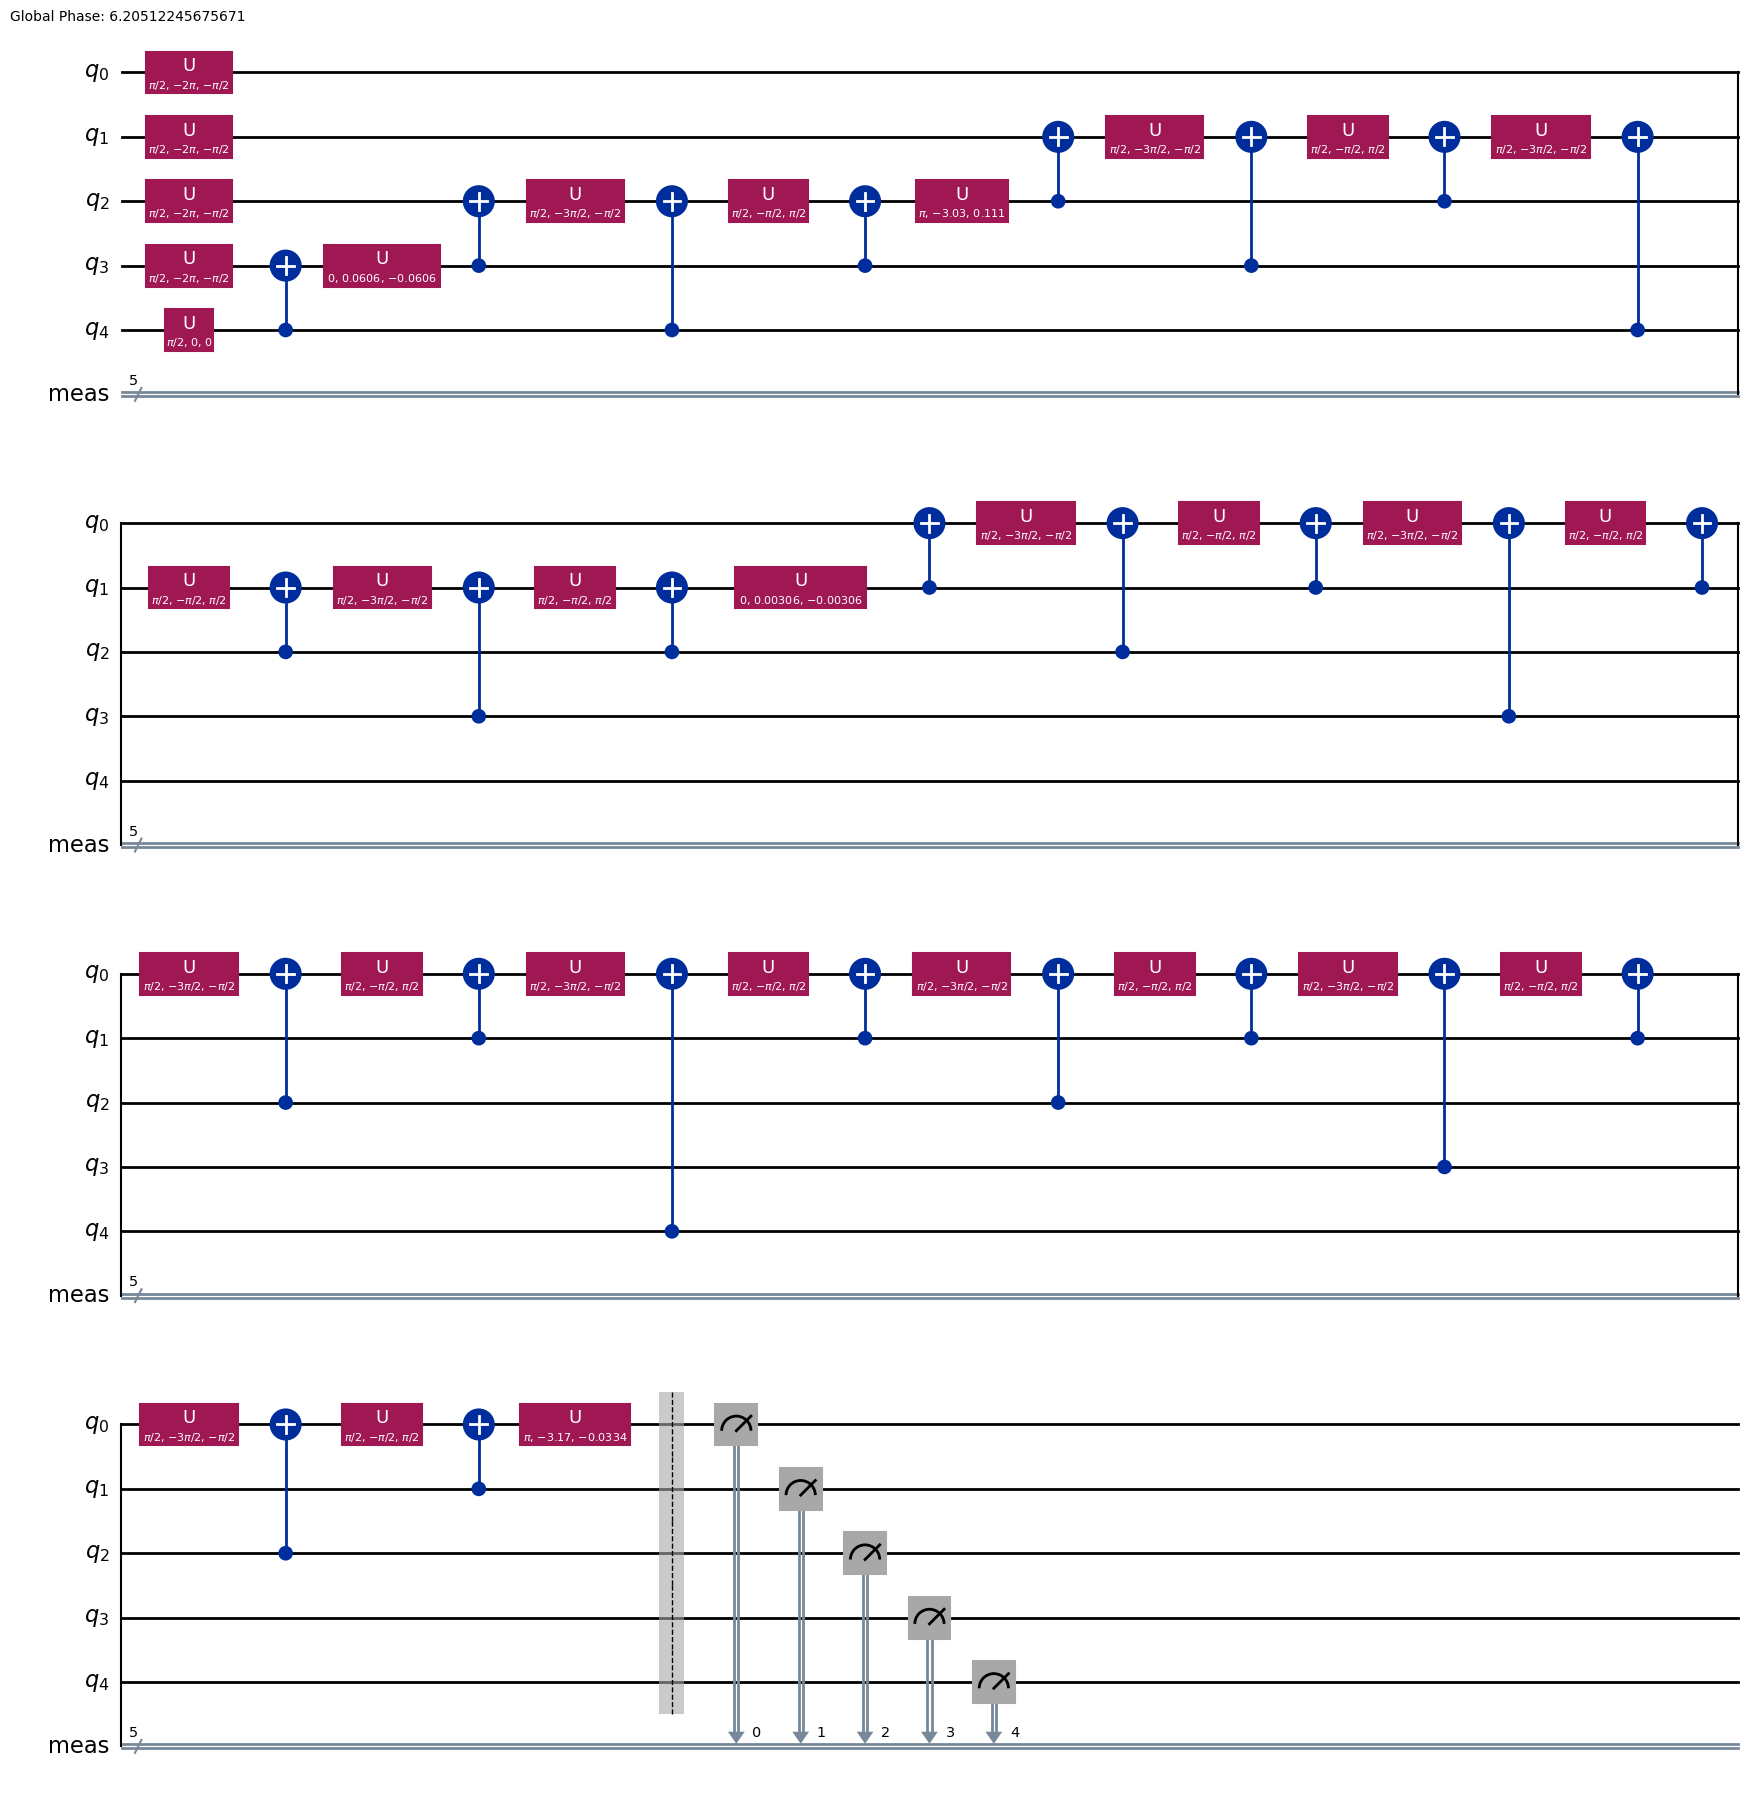 Global Phase: 6.20512245675671
q0 U π/2, −2π, −π/2
q1 U π/2, −2π, −π/2 U π/2, −3π/2, −π/2 U π/2, −π/2, π/2 U π/2, −3π/2, −π/2
q2 U π/2, −2π, −π/2 U π/2, −3π/2, −π/2 U π/2, −π/2, π/2 U π, −3.03, 0.111
q3 U π/2, −2π, −π/2 U 0, 0.0606, −0.0606
q4 U π/2, 0, 0
meas 5
q0 U π/2, −3π/2, −π/2 U π/2, −π/2, π/2 U π/2, −3π/2, −π/2 U π/2, −π/2, π/2
q1 U π/2, −π/2, π/2 U π/2, −3π/2, −π/2 U π/2, −π/2, π/2 U 0, 0.00306, −0.00306
q2
q3
q4
meas 5
q0 U π/2, −3π/2, −π/2 U π/2, −π/2, π/2 U π/2, −3π/2, −π/2 U π/2, −π/2, π/2 U π/2, −3π/2, −π/2 U π/2, −π/2, π/2 U π/2, −3π/2, −π/2 U π/2, −π/2, π/2
q1
q2
q3
q4
meas 5
q0 U π/2, −3π/2, −π/2 U π/2, −π/2, π/2 U π, −3.17, −0.0334
q1
q2
q3
q4
meas 5 0 1 2 3 4